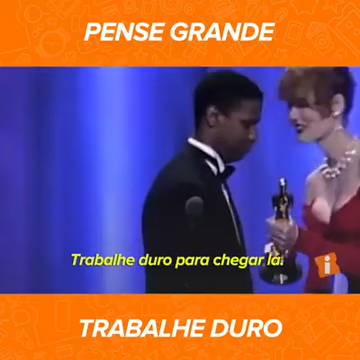 PENSE GRANDE
Trabalhe duro para chegar lá.
i
TRABALHE DURO